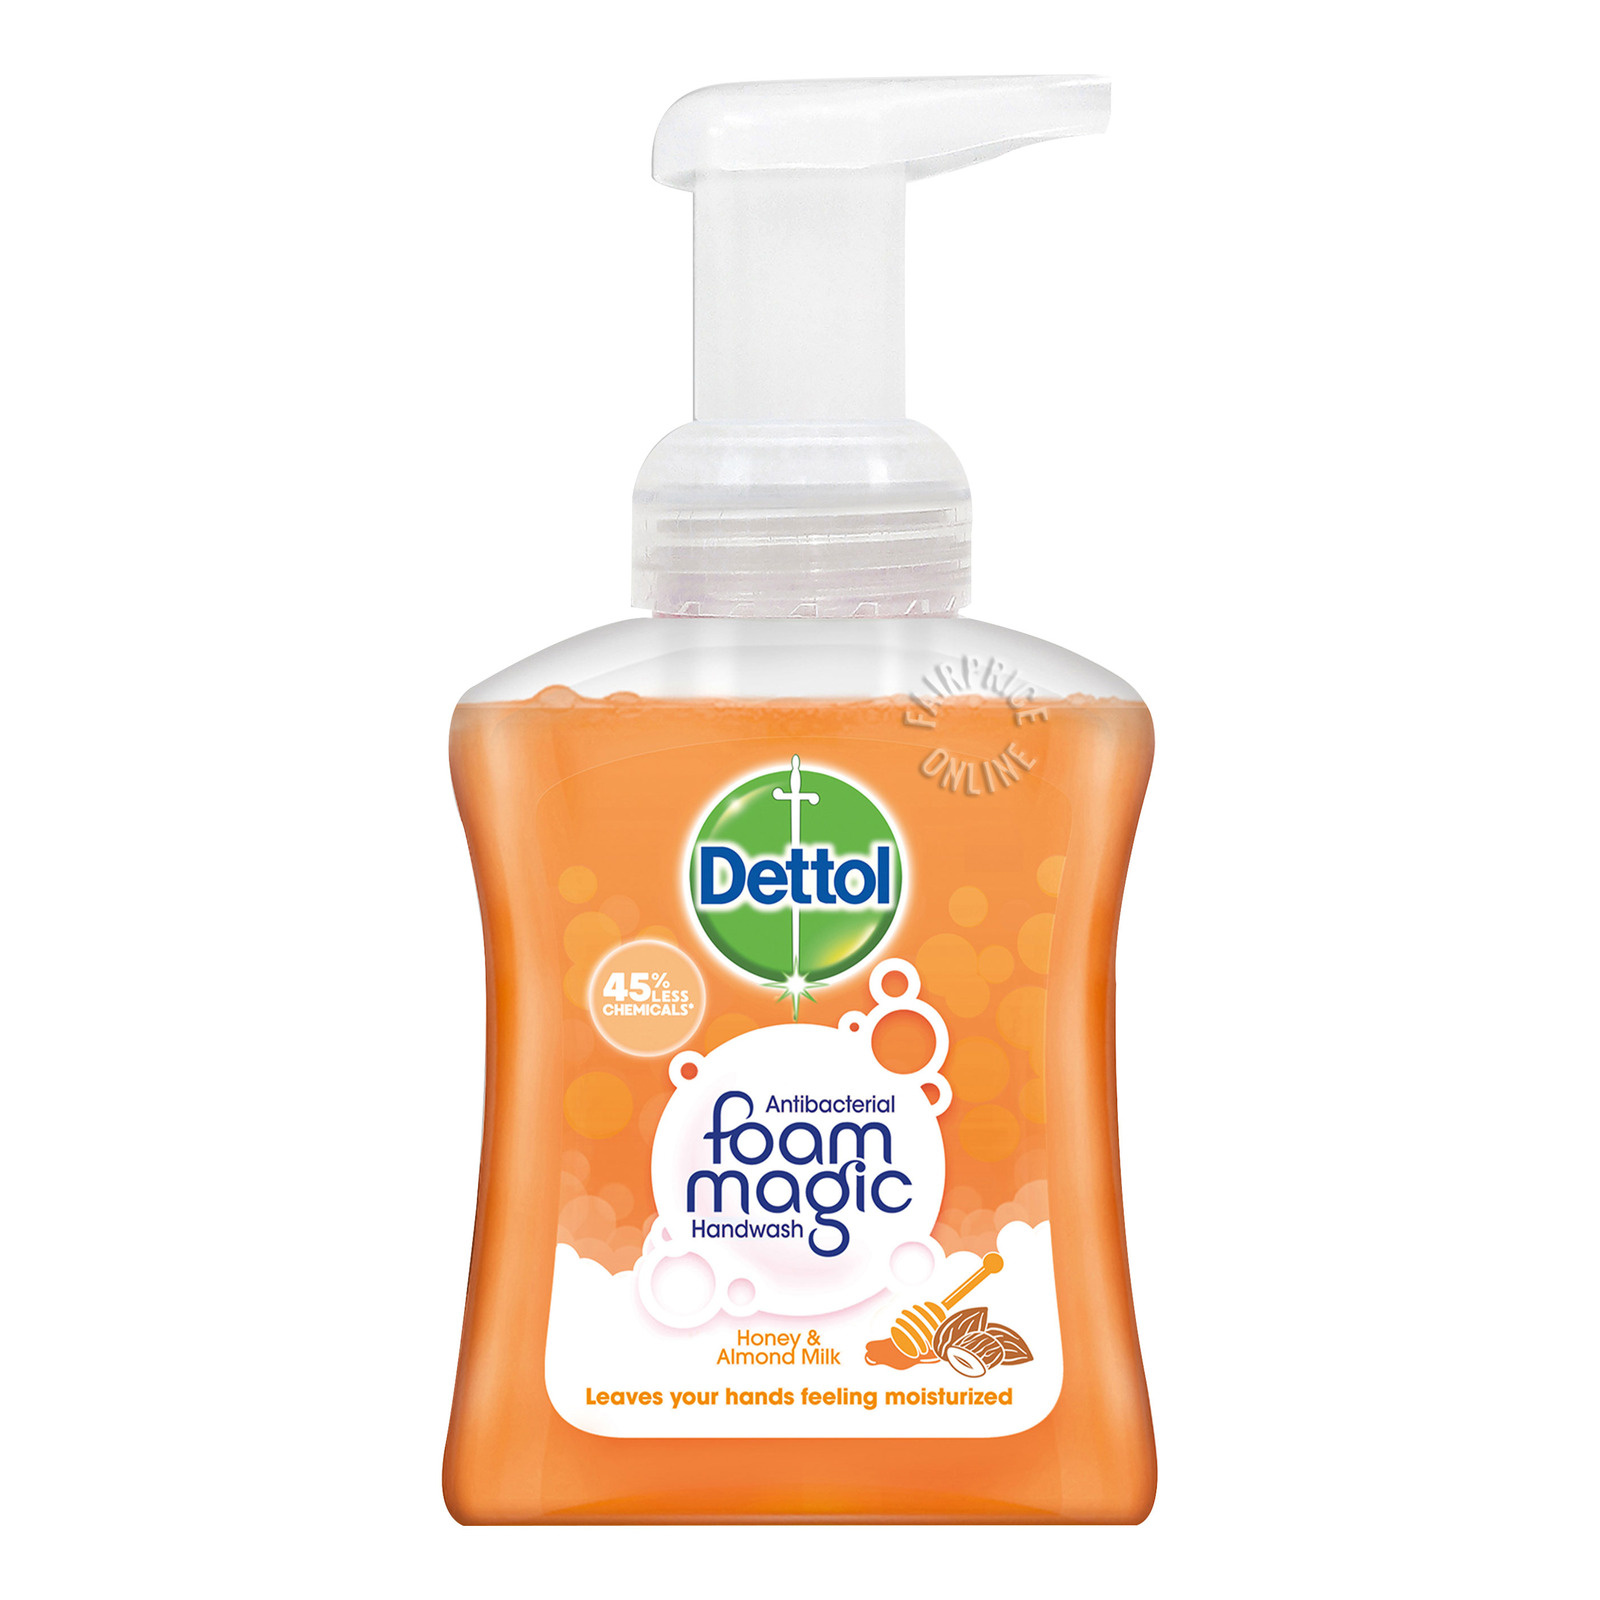 FAIRPRICE
ONLINE
Dettol
45%
LESS
CHEMICALS*
Antibacterial
foam
magic
Handwash
Honey &
Almond Milk
Leaves your hands feeling moisturized